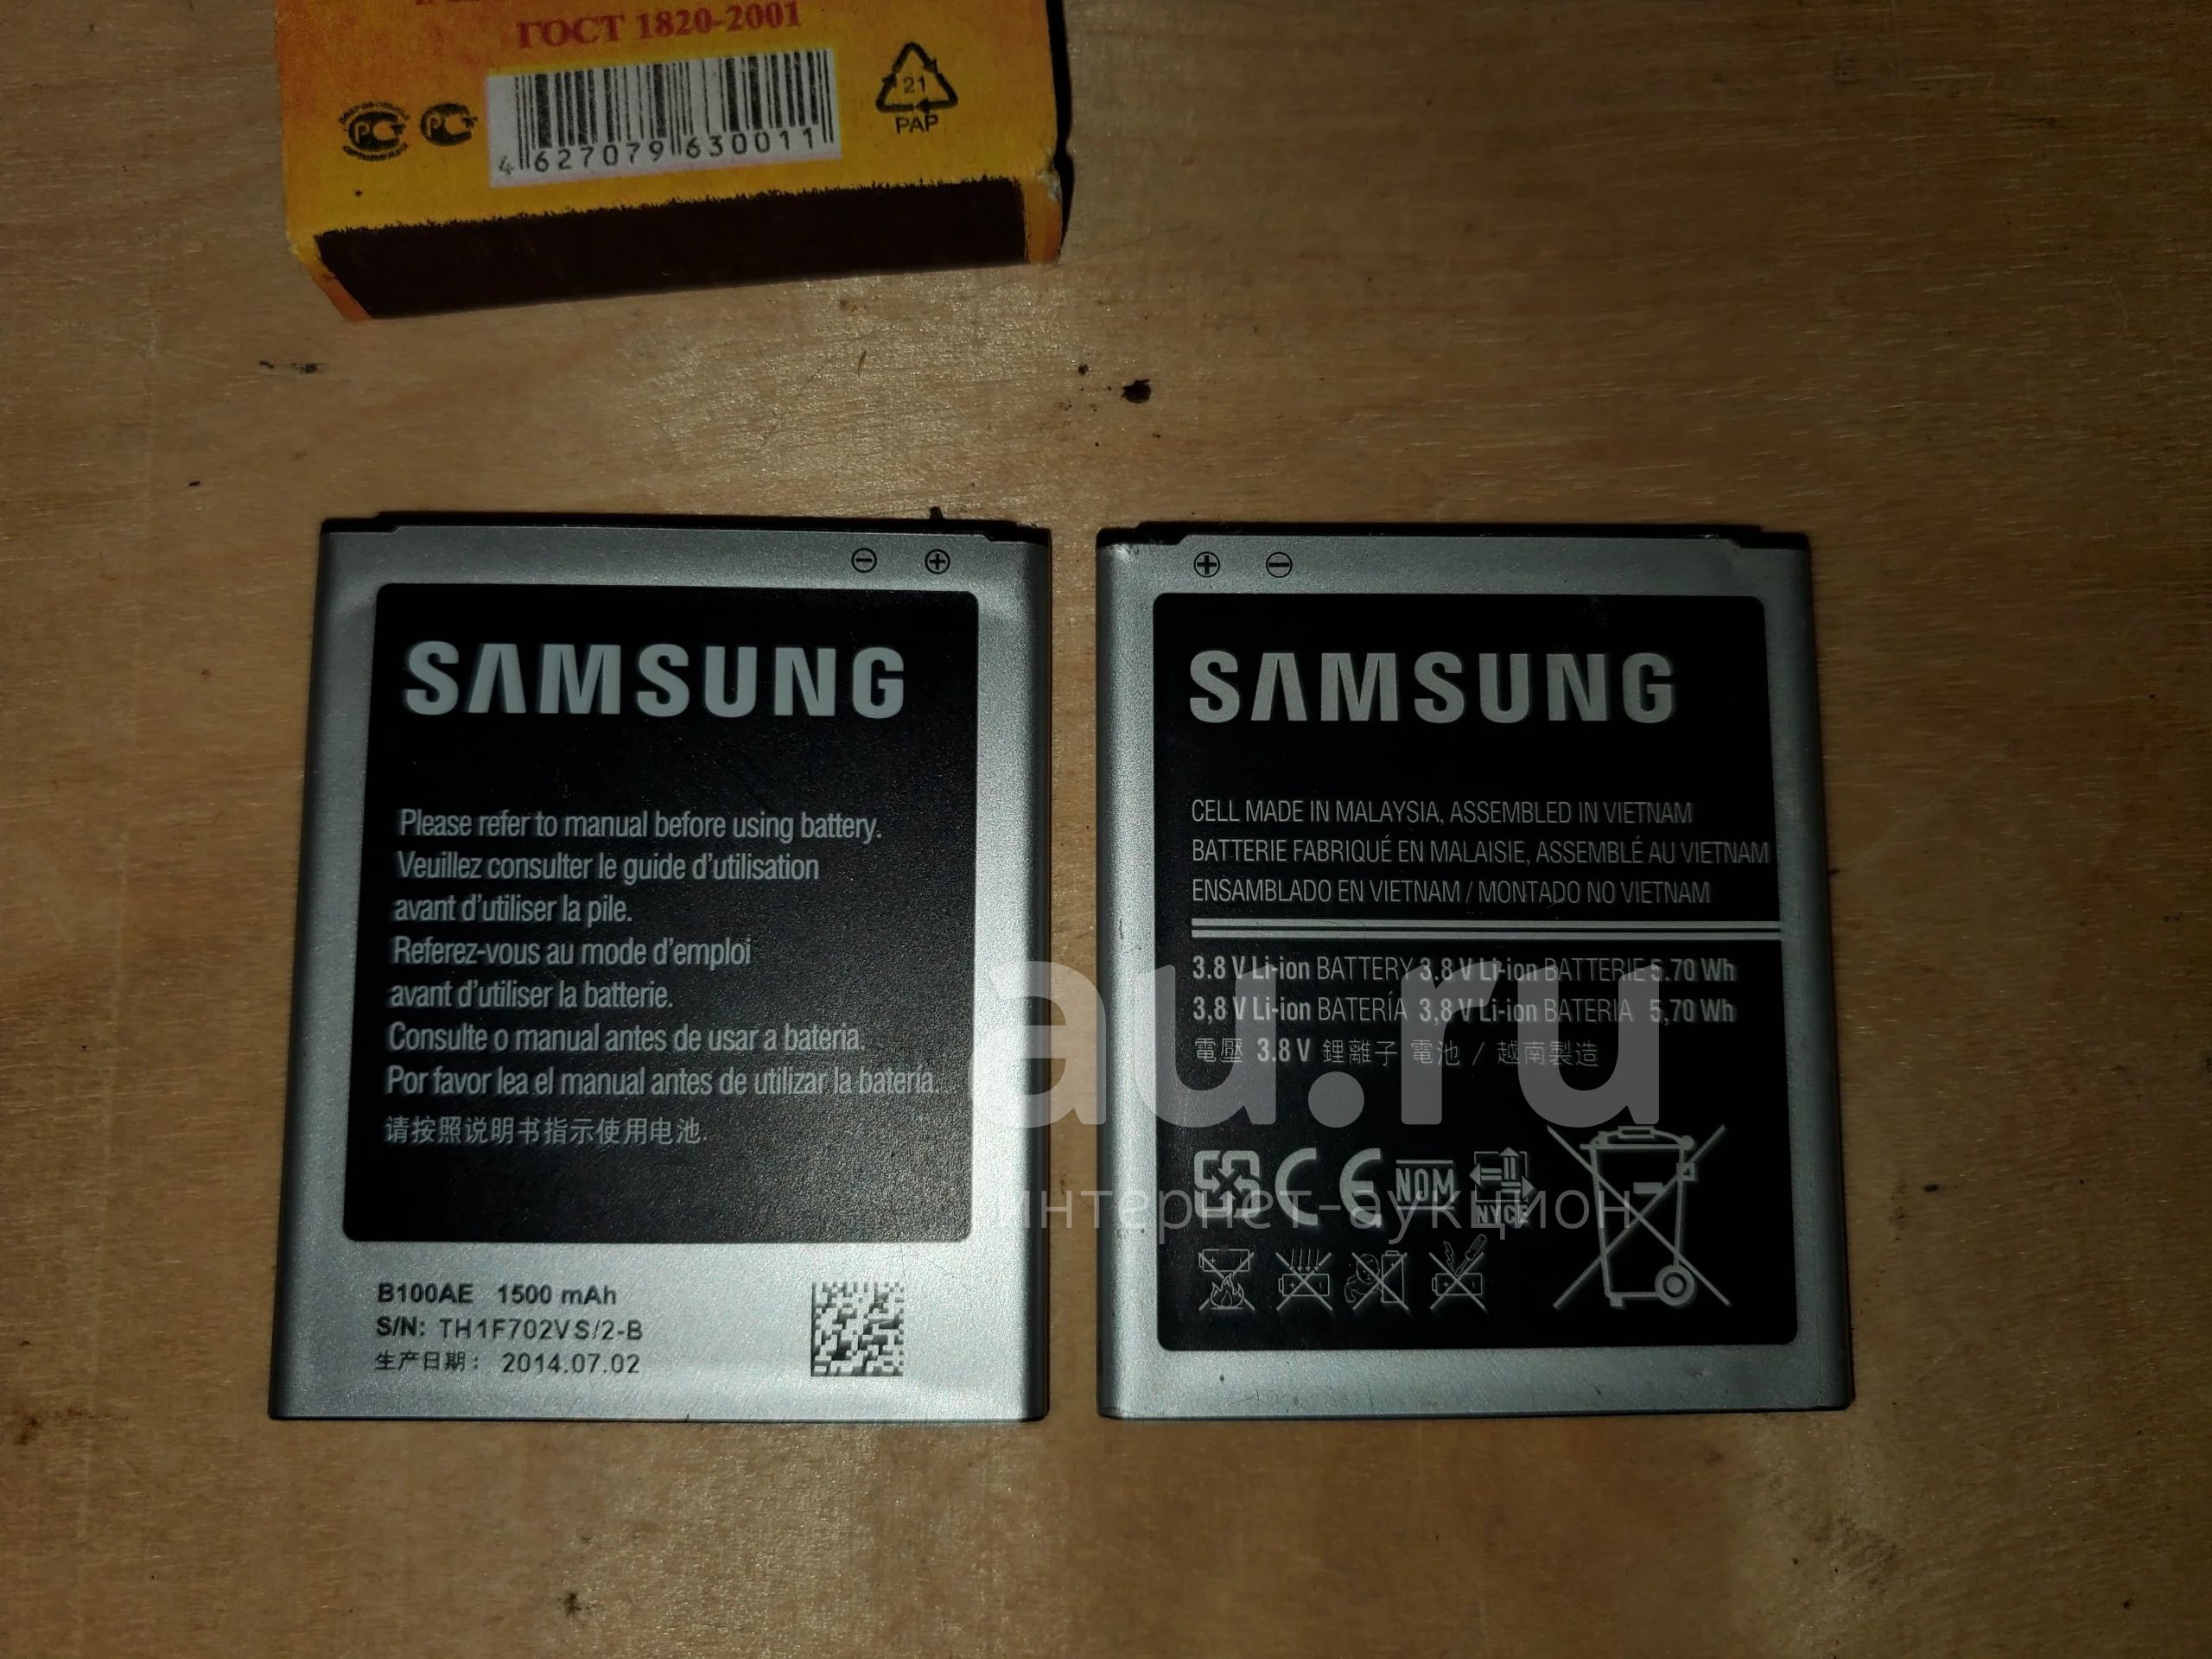 ГОСТ 1820-2001
21
PAP
4 627079 630011
SAMSUNG
Please refer to manual before using battery.
Veuillez consulter le guide d'utilisation
avant d'utiliser la pile.
Referez-vous au mode d'emploi
avant d'utiliser la batterie.
Consulte o manual antes de usar a bateria.
Por favor lea el manual antes de utilizar la batería.
请按照说明书指示使用电池.
B100AE 1500 mAh
S/N: TH1F702VS/2-B
生产日期: 2014.07.02
SAMSUNG
CELL MADE IN MALAYSIA, ASSEMBLED IN VIETNAM
BATTERIE FABRIQUÉ EN MALAISIE, ASSEMBLÉ AU VIETNAM
ENSAMBLADO EN VIETNAM / MONTADO NO VIETNAM
3.8 V Li-ion BATTERY 3.8 V Li-ion BATTERIE 5.70 Wh
3,8 V Li-ion BATERÍA 3,8 V Li-ion BATERIA 5,70 Wh
電壓 3.8 V 鋰離子 電池 / 越南製造
CE NOM NYCE
au.ru
интернет-аукцион